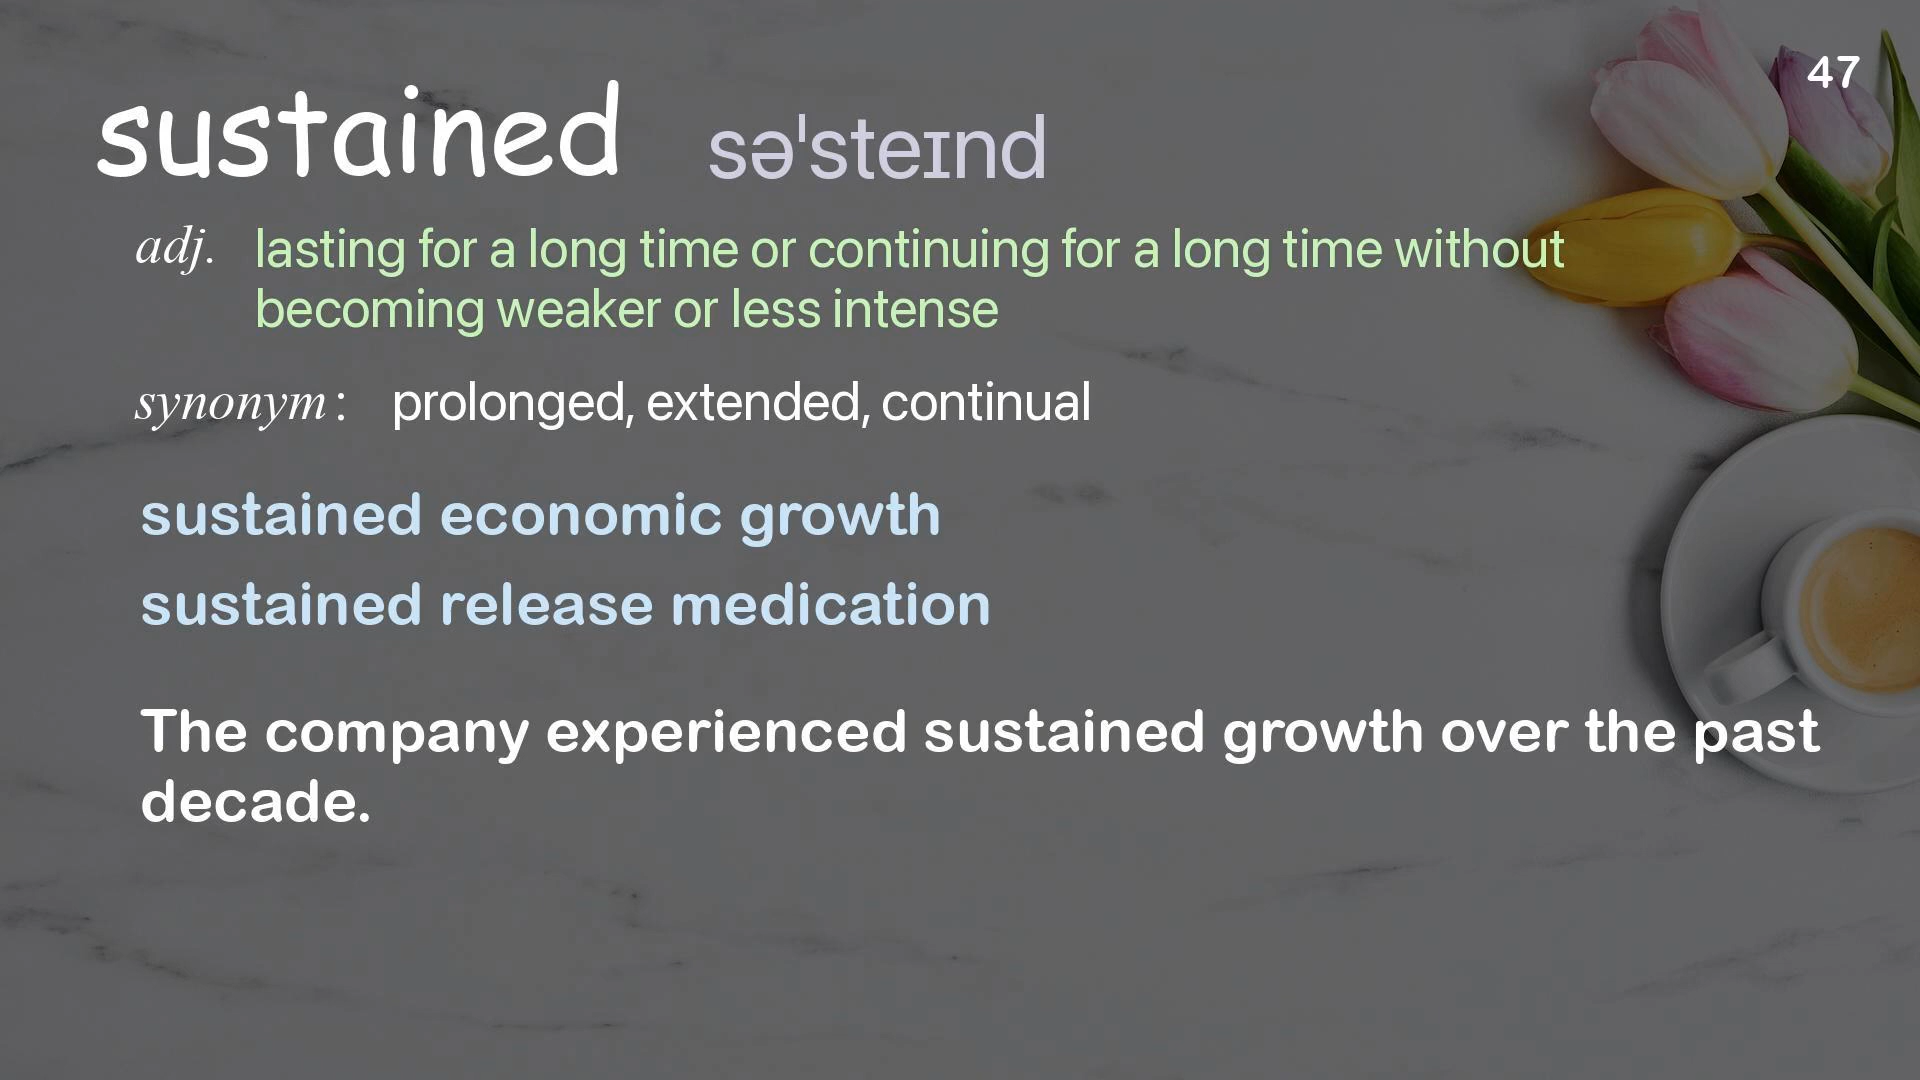 47
sustained səˈsteɪnd
adj. lasting for a long time or continuing for a long time without
becoming weaker or less intense
synonym : prolonged, extended, continual
sustained economic growth
sustained release medication
The company experienced sustained growth over the past
decade.